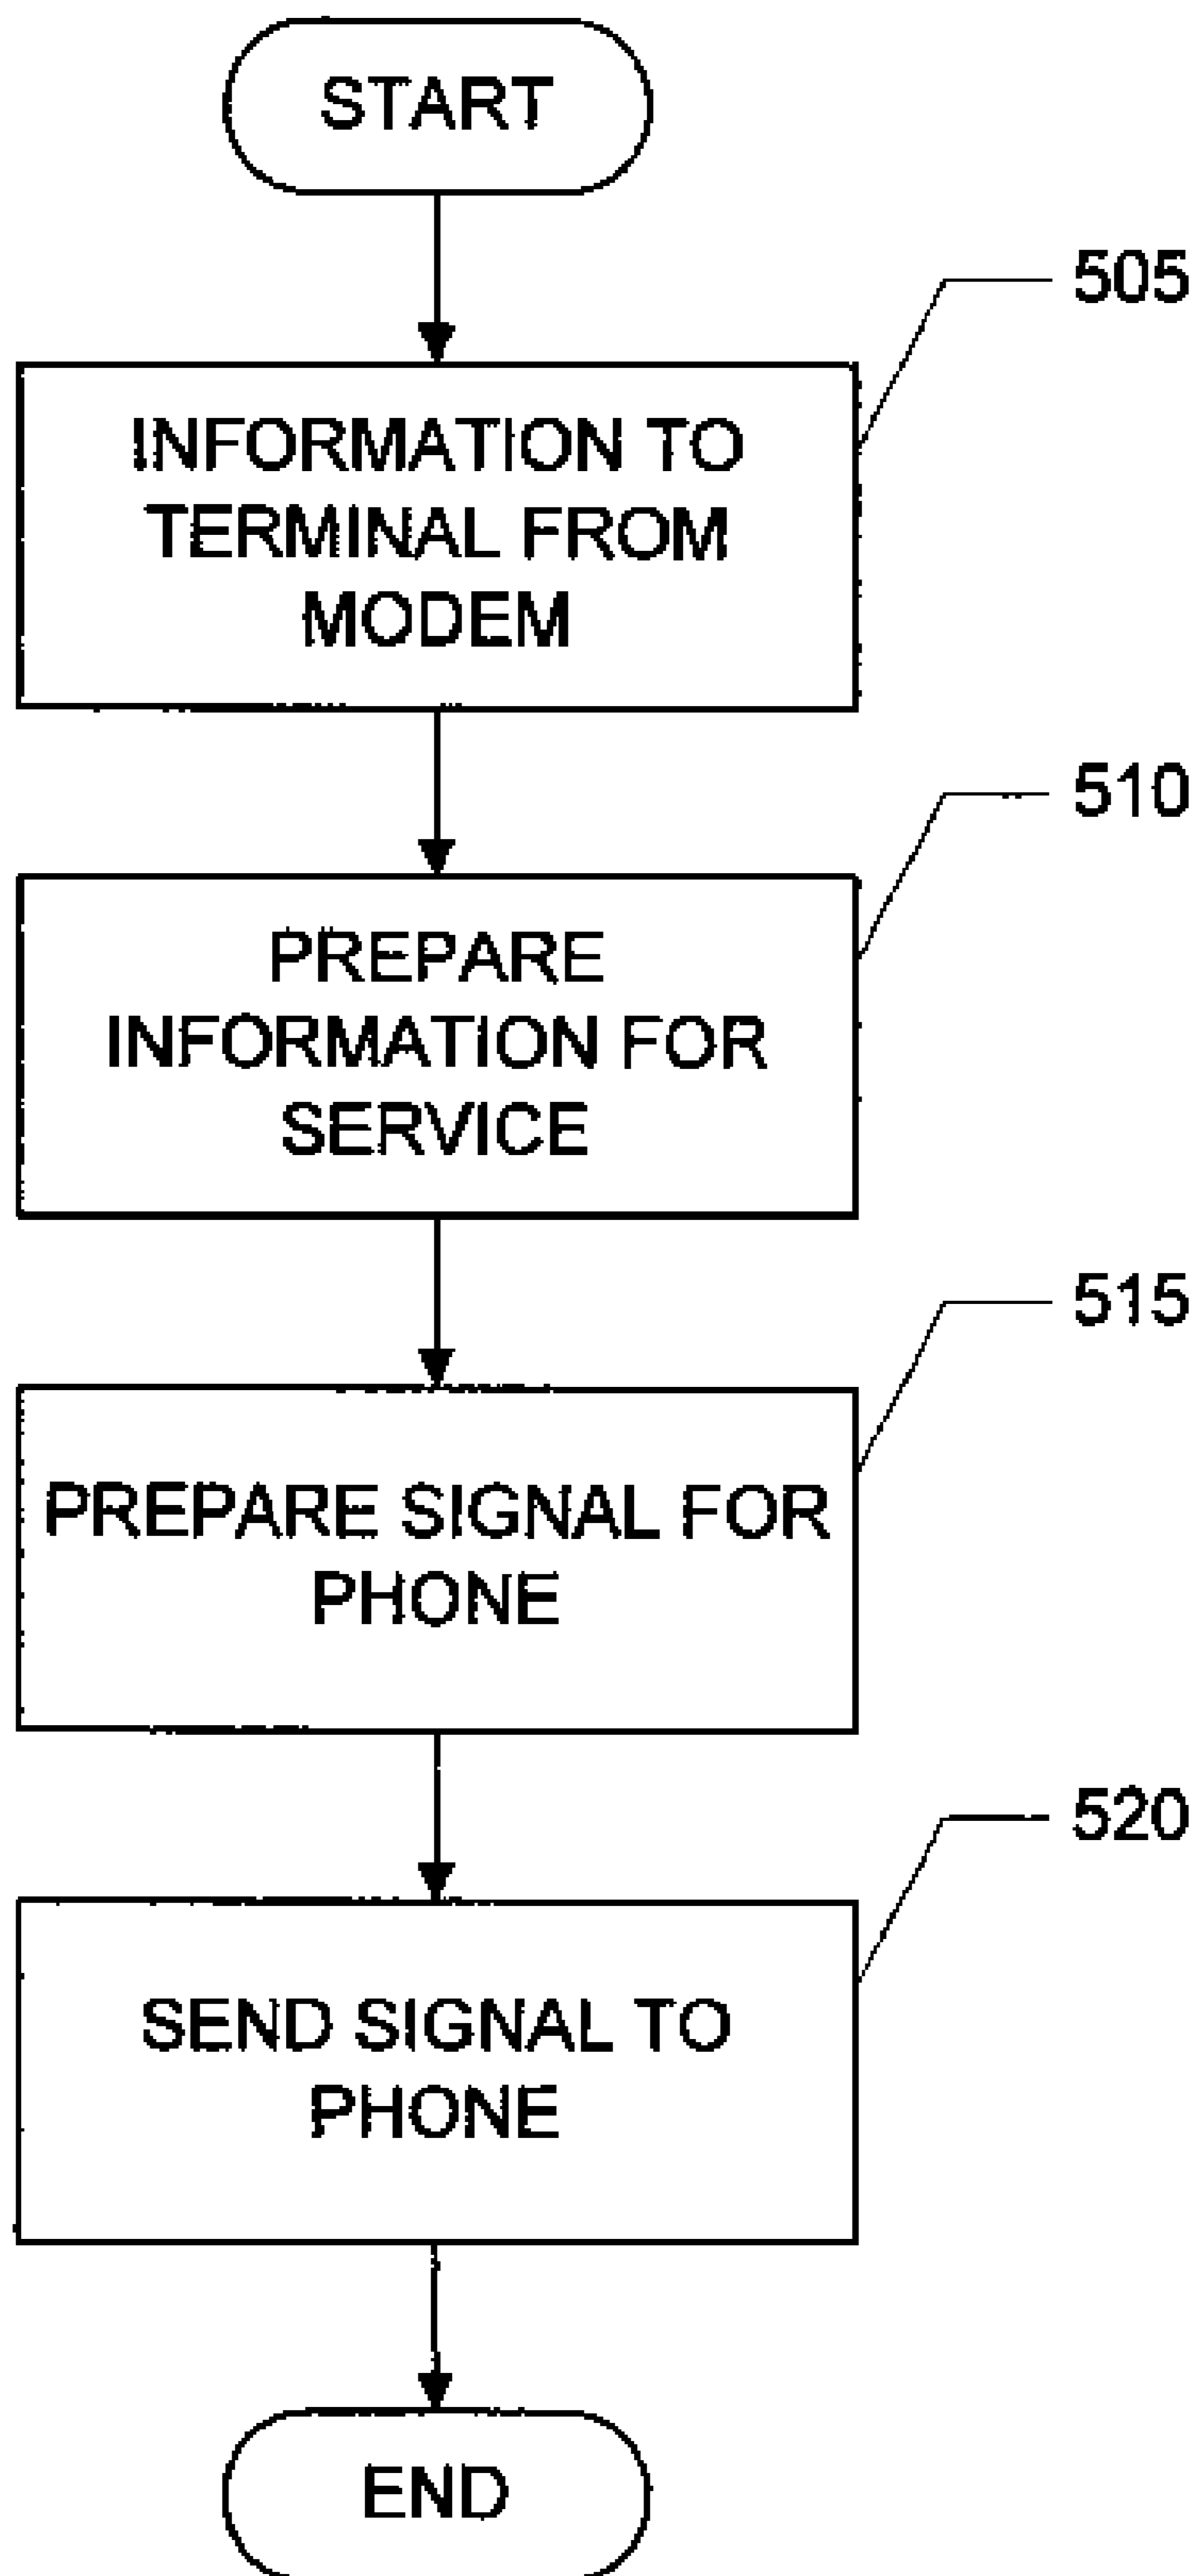 START
505
INFORMATION TO
TERMINAL FROM
MODEM
510
PREPARE
INFORMATION FOR
SERVICE
515
PREPARE SIGNAL FOR
PHONE
520
SEND SIGNAL TO
PHONE
END